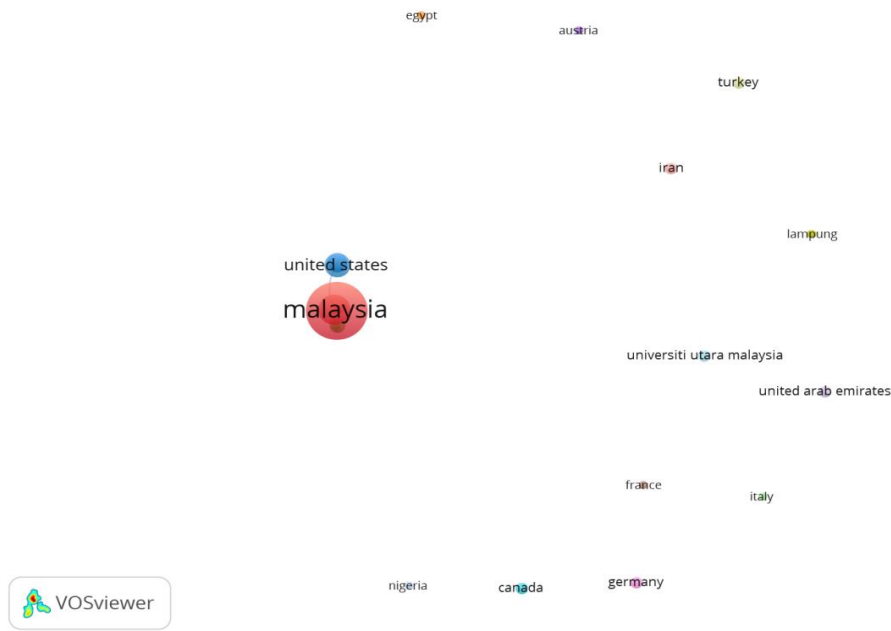 egypt
austria
turkey
iran
lampung
united states
malaysia
universiti utara malaysia
united arab emirates
france
italy
nigeria
canada
germany
VOSviewer